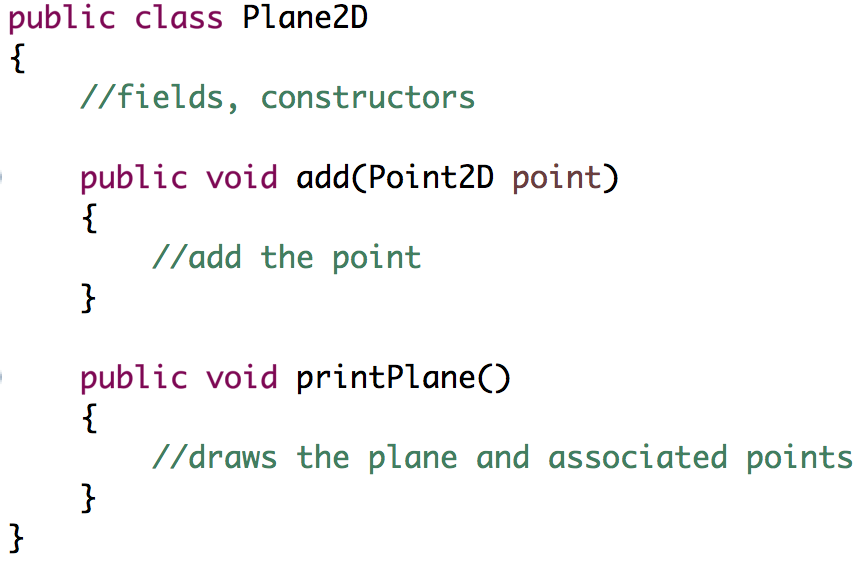 public class Plane2D
{
    //fields, constructors
    public void add(Point2D point)
    {
        //add the point
    }
    public void printPlane()
    {
        //draws the plane and associated points
    }
}